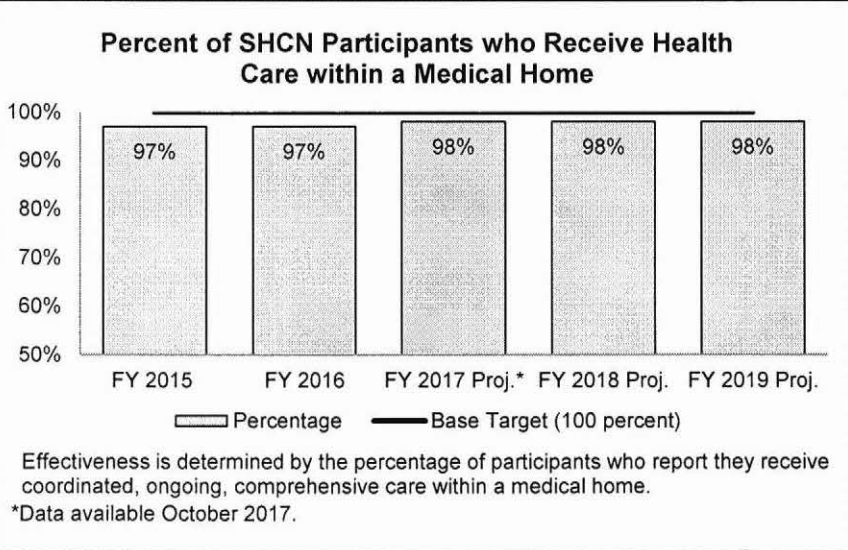 Percent of SHCN Participants who Receive Health
Care within a Medical Home
100%
90%
80%
70%
60%
50%
97%
97%
98%
98%
98%
FY 2015
FY 2016
FY 2017 Proj.*
FY 2018 Proj.
FY 2019 Proj.
Percentage
Base Target (100 percent)
Effectiveness is determined by the percentage of participants who report they receive
coordinated, ongoing, comprehensive care within a medical home.
*Data available October 2017.